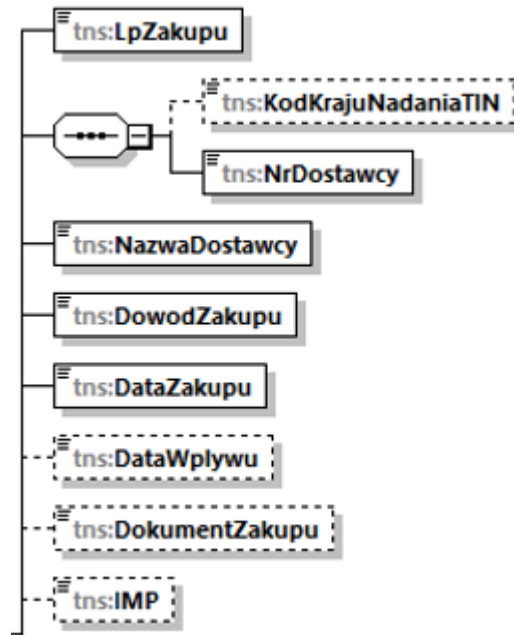 tns:LpZakupu
tns:KodKrajuNadaniaTIN
tns:NrDostawcy
tns:NazwaDostawcy
tns:DowodZakupu
tns:DataZakupu
tns:DataWplywu
tns:DokumentZakupu
tns:IMP